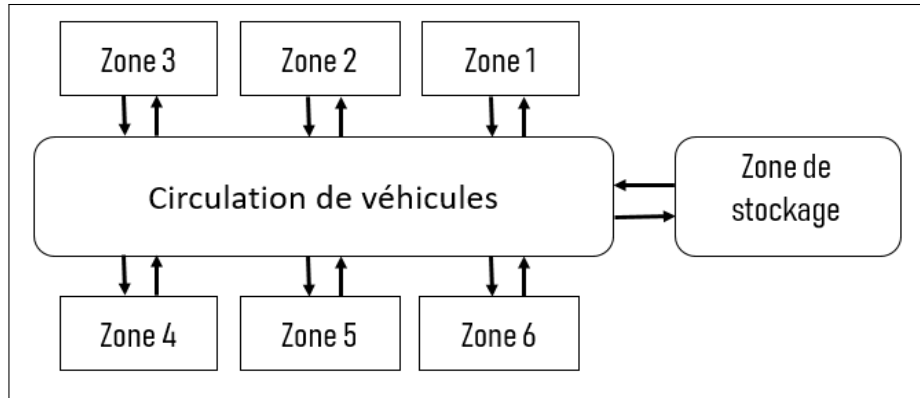 Zone 3
Zone 2
Zone 1
Circulation de véhicules
Zone de
stockage
Zone 4
Zone 5
Zone 6